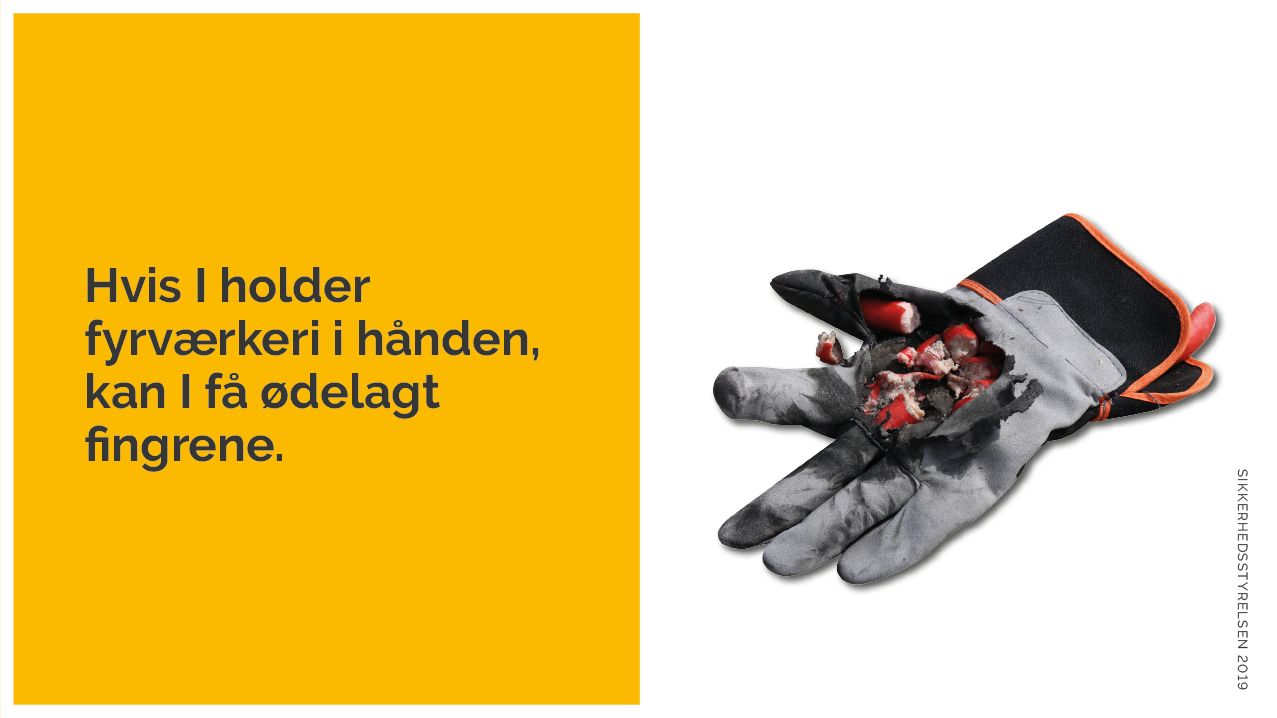 Hvis I holder
fyrværkeri i hånden,
kan I få ødelagt
fingrene.
SIKKERHEDSSTYRELSEN 2019